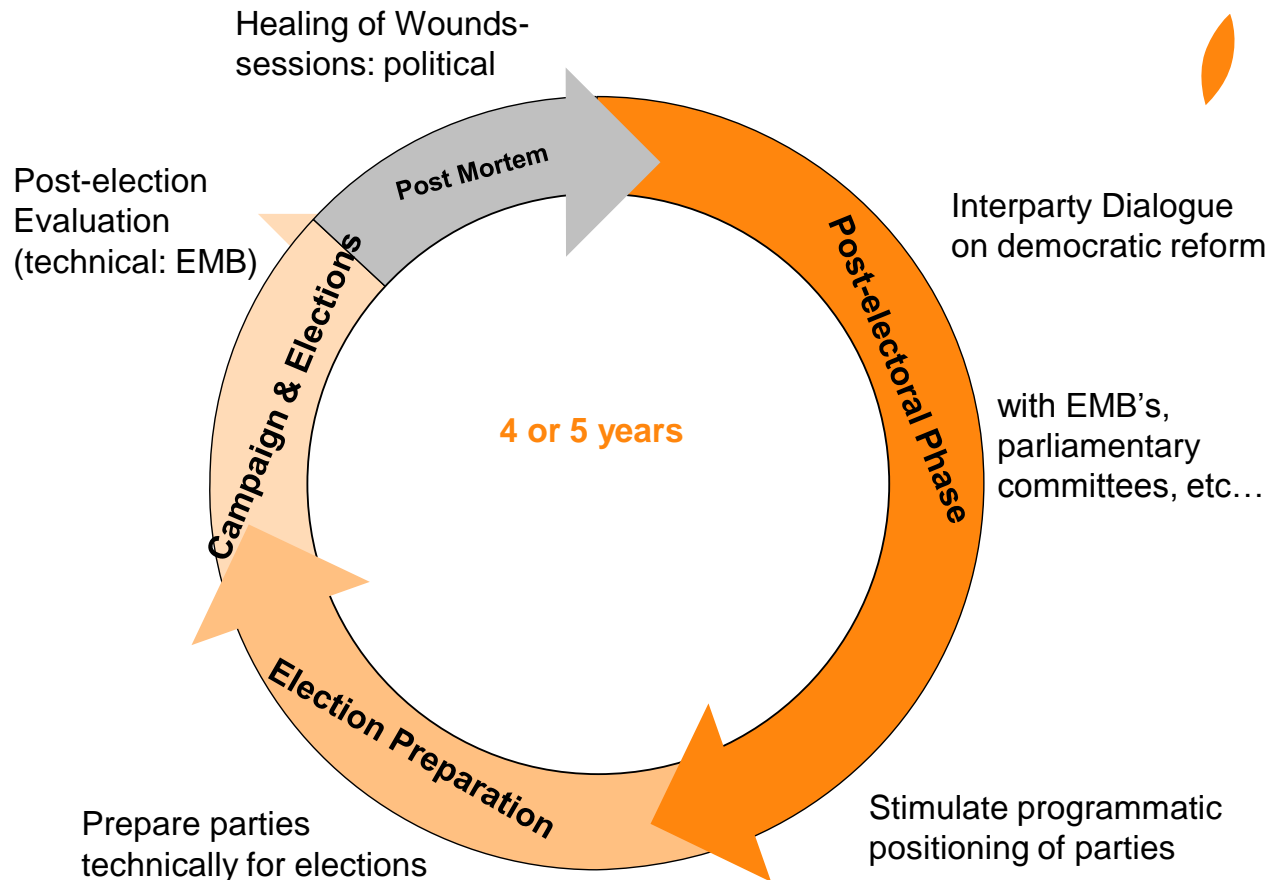 Healing of Wounds-
sessions: political
Post Mortem
Post-election
Evaluation
(technical: EMB)
Interparty Dialogue
on democratic reform
Post-electoral Phase
Campaign & Elections
4 or 5 years
with EMB’s,
parliamentary
committees, etc…
Election Preparation
Prepare parties
technically for elections
Stimulate programmatic
positioning of parties